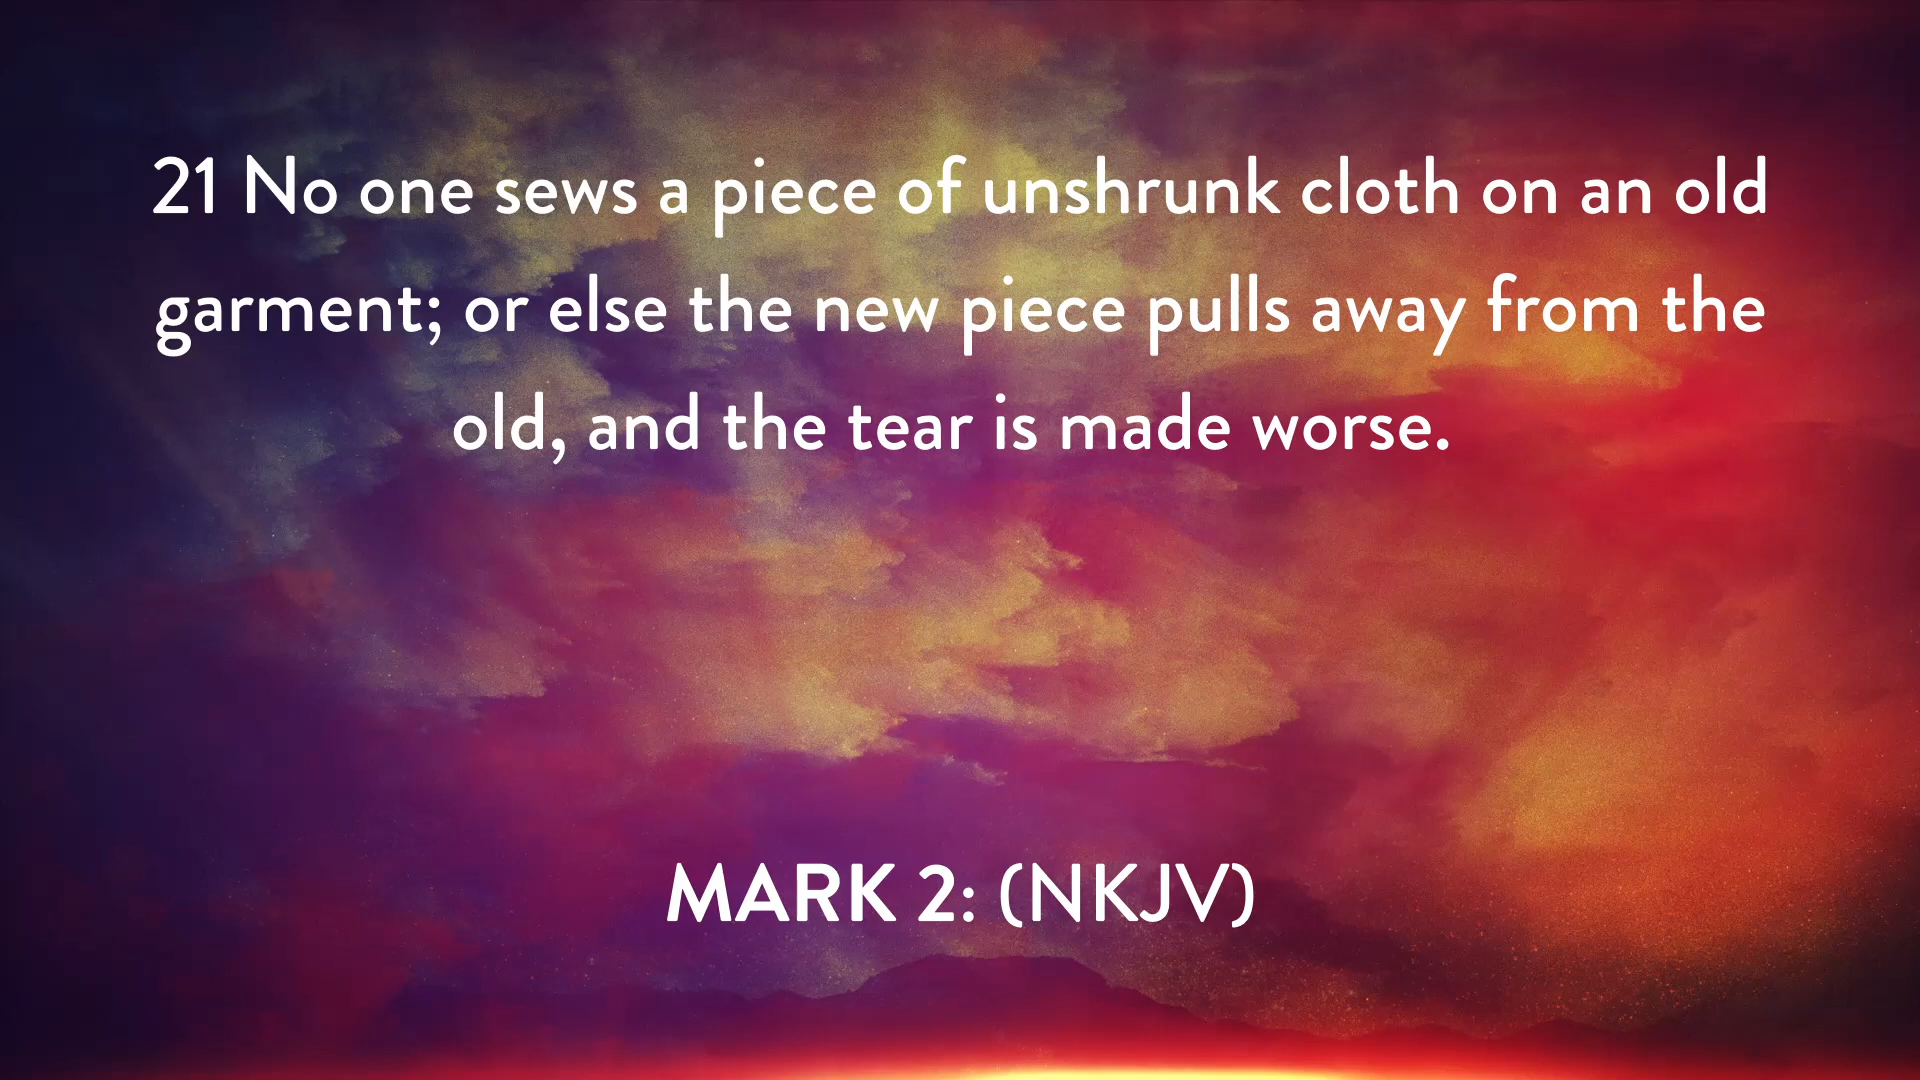 21 No one sews a piece of unshrunk cloth on an old
garment; or else the new piece pulls away from the
old, and the tear is made worse.
MARK 2: (NKJV)